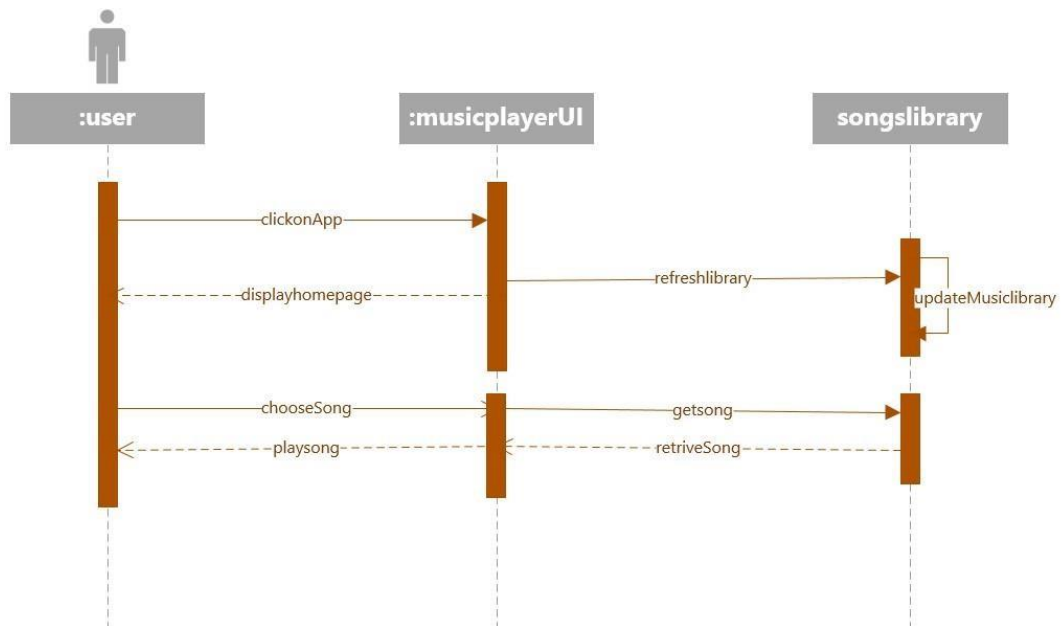 :user
:musicplayerUI
songslibrary
clickonApp
refreshlibrary
displayhomepage
updateMusiclibrary
chooseSong
getsong
playsong
retriveSong